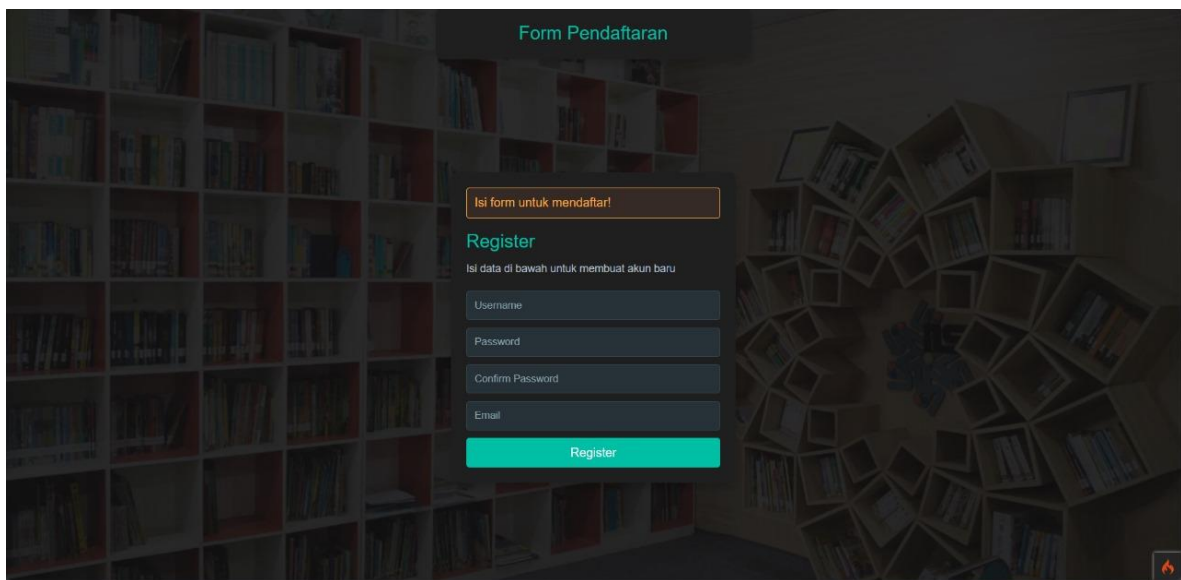 Form Pendaftaran
Isi form untuk mendaftar!
Register
Isi data di bawah untuk membuat akun baru
Username
Password
Confirm Password
Email
Register